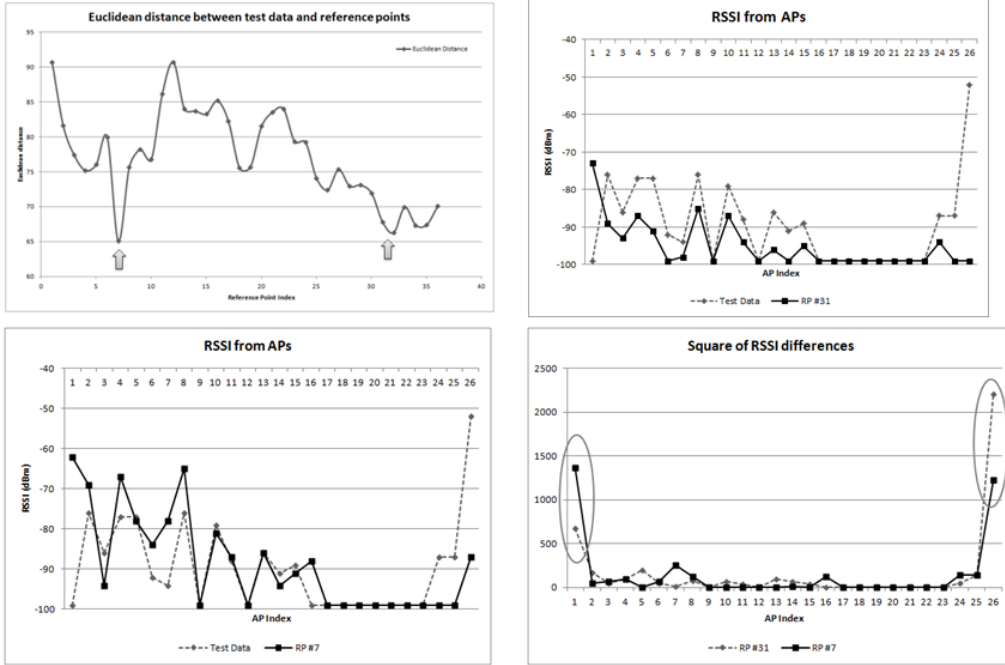 Euclidean distance between test data and reference points
95
90
85
80
75
70
65
60
Euclidean distance
Euclidean Distance
0 5 10 15 20 25 30 35 40
Reference Point Index
RSSI from APs
-40
-50
-60
-70
-80
-90
-100
RSSI (dBm)
1 2 3 4 5 6 7 8 9 10 11 12 13 14 15 16 17 18 19 20 21 22 23 24 25 26
AP Index
Test Data RP #31
RSSI from APs
-40
-50
-60
-70
-80
-90
-100
RSSI (dBm)
1 2 3 4 5 6 7 8 9 10 11 12 13 14 15 16 17 18 19 20 21 22 23 24 25 26
AP Index
Test Data RP #7
Square of RSSI differences
2500
2000
1500
1000
500
0
1 2 3 4 5 6 7 8 9 10 11 12 13 14 15 16 17 18 19 20 21 22 23 24 25 26
AP Index
RP #31 RP #7